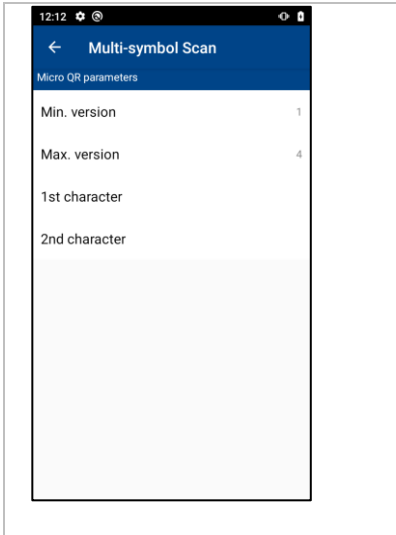 12:12
Multi-symbol Scan
Micro QR parameters
Min. version 1
Max. version 4
1st character
2nd character